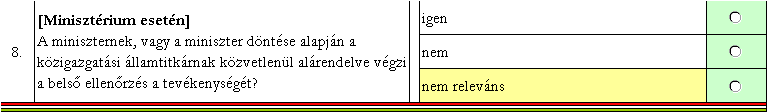 [Minisztérium esetén]
8.
A miniszternek, vagy a miniszter döntése alapján a
közigazgatási államtitkárnak közvetlenül alárendelve végzi
a belső ellenőrzés a tevékenységét?
igen
nem
nem releváns